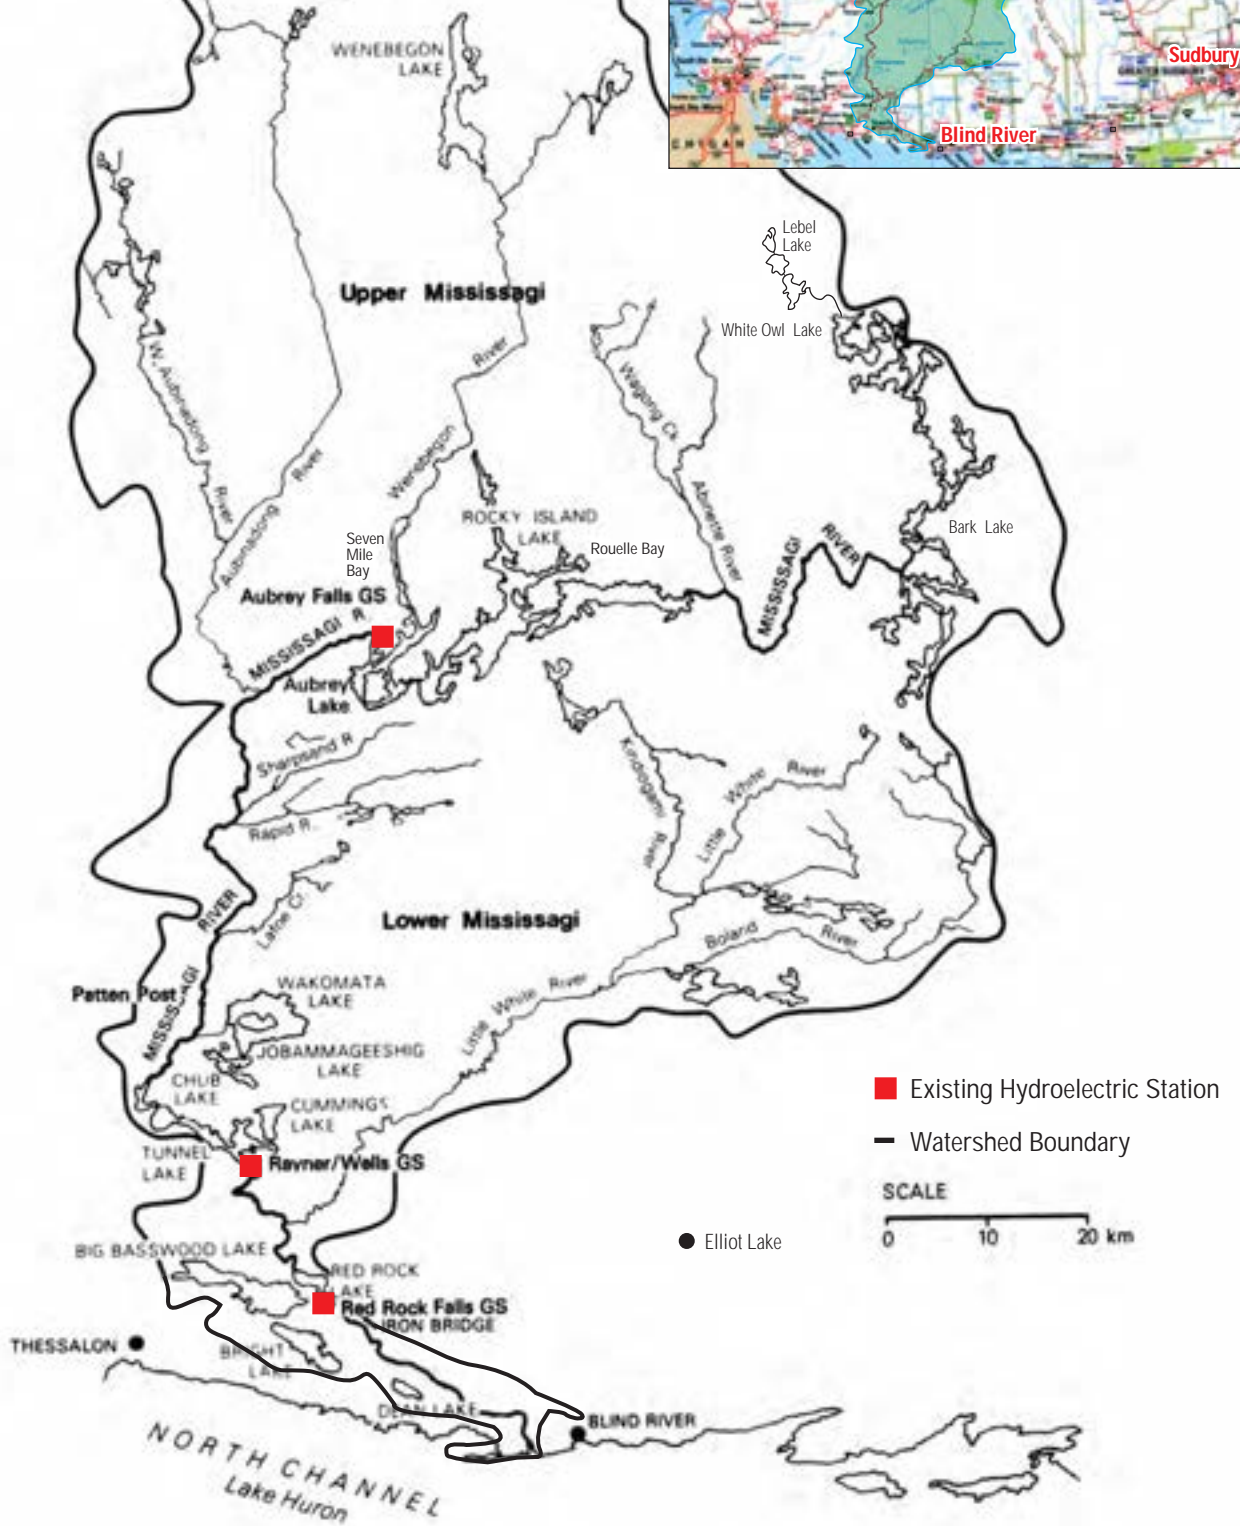 WENEBEGON
LAKE
Sudbury
Blind River
Lebel
Lake
Upper Mississagi
White Owl Lake
River
W. Aubinadong
River
Wagong Ck
Wenebegon
River
Aubinadong
Abinette River
ROCKY ISLAND
LAKE
Bark Lake
MISSISSAGI
RIVER
Seven
Mile
Bay
Rouelle Bay
Aubrey Falls GS
MISSISSAGI R.
Aubrey
Lake
Sharpsand R.
Kindiogami
River
Little White River
Rapid R.
Lafoe Cr.
RIVER
Lower Mississagi
Boland River
Patten Post
MISSISSAGI
WAKOMATA
LAKE
Little White River
JOBAMMAGEESHIG
LAKE
CHUB
LAKE
CUMMINGS
LAKE
Existing Hydroelectric Station
Watershed Boundary
TUNNEL
LAKE
Rayner/Wells GS
SCALE
0 10 20 km
Elliot Lake
BIG BASSWOOD LAKE
RED ROCK
LAKE
Red Rock Falls GS
IRON BRIDGE
THESSALON
BRIGHT
LAKE
DEAN LAKE
BLIND RIVER
NORTH CHANNEL
Lake Huron